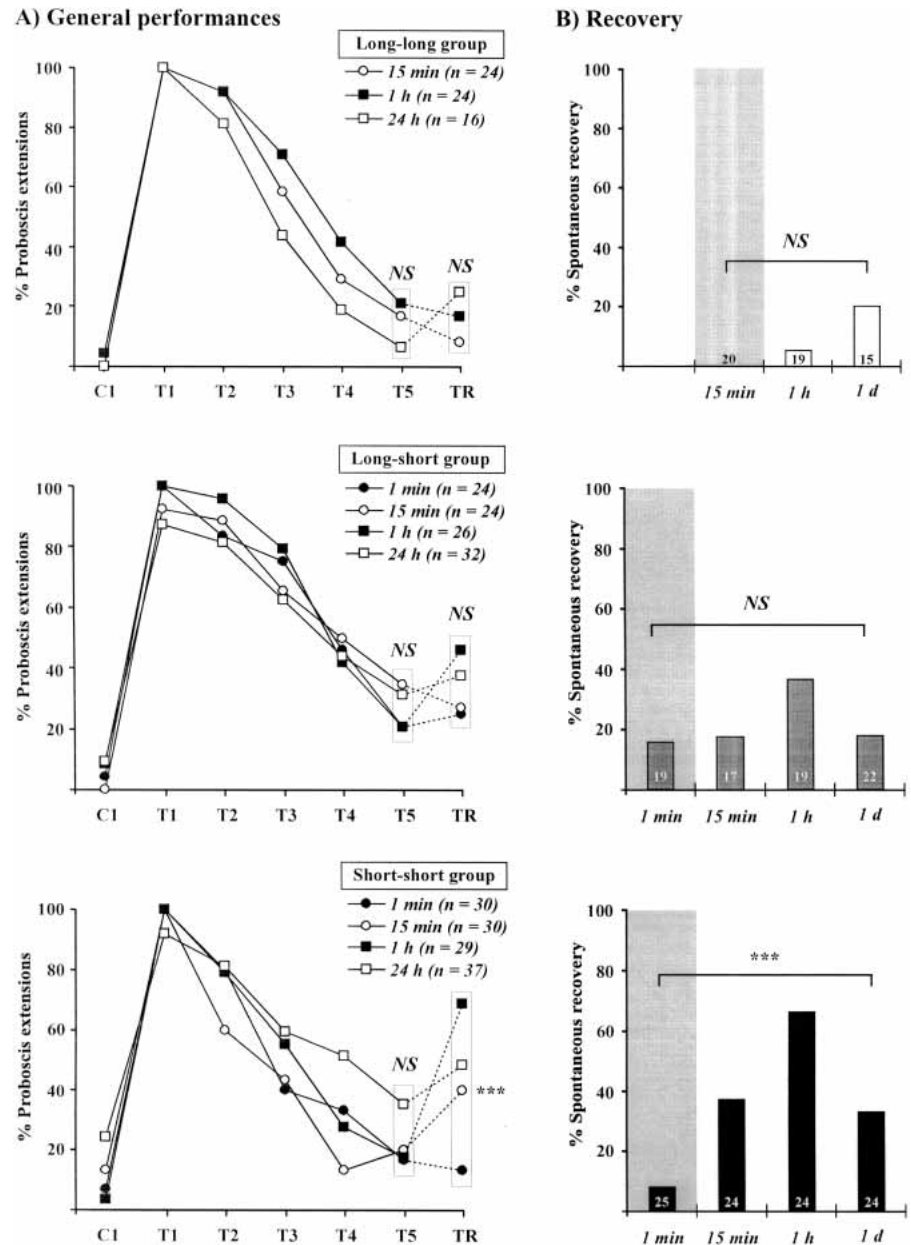 A) General performances
B) Recovery
Long-long group
15 min (n = 24)
1 h (n = 24)
24 h (n = 16)
% Proboscis extensions
100
80
60
40
20
NS
NS
C1 T1 T2 T3 T4 T5 TR
% Spontaneous recovery
100
80
60
40
20
NS
20 19 15
15 min 1 h 1 d
Long-short group
1 min (n = 24)
15 min (n = 24)
1 h (n = 26)
24 h (n = 32)
% Proboscis extensions
100
80
60
40
20
NS
NS
C1 T1 T2 T3 T4 T5 TR
% Spontaneous recovery
100
80
60
40
20
NS
19 17 19 22
1 min 15 min 1 h 1 d
Short-short group
1 min (n = 30)
15 min (n = 30)
1 h (n = 29)
24 h (n = 37)
% Proboscis extensions
100
80
60
40
20
NS
***
C1 T1 T2 T3 T4 T5 TR
% Spontaneous recovery
100
80
60
40
20
***
25 24 24 24
1 min 15 min 1 h 1 d